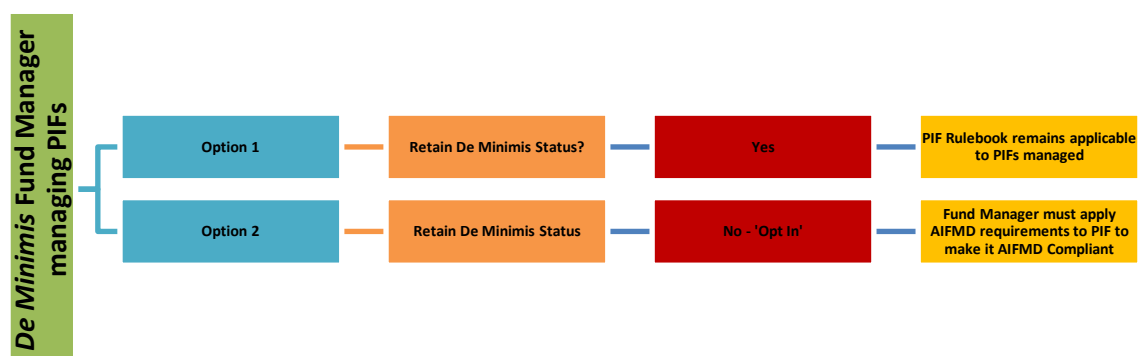 De Minimis Fund Manager
managing PIFs
Option 1
Retain De Minimis Status?
Yes
PIF Rulebook remains applicable
to PIFs managed
Option 2
Retain De Minimis Status
No - 'Opt In'
Fund Manager must apply
AIFMD requirements to PIF to
make it AIFMD Compliant